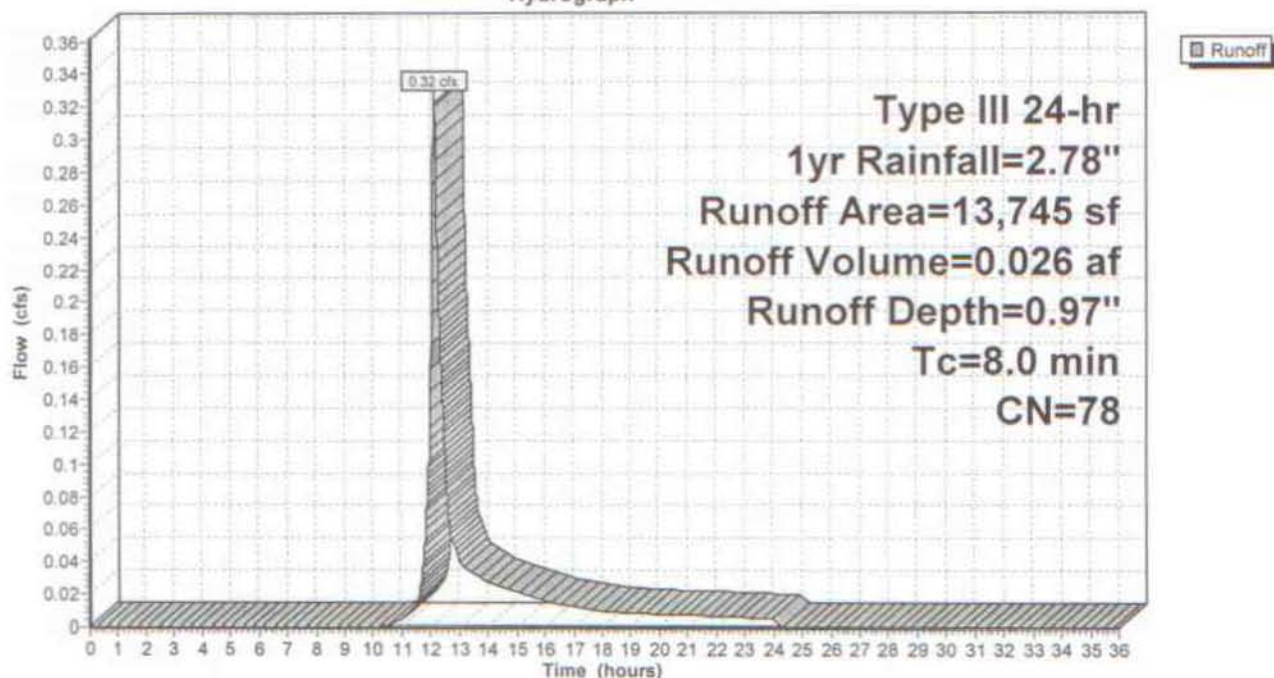 Hydrograph
Runoff
0.32 cfs
Type III 24-hr
1yr Rainfall=2.78"
Runoff Area=13,745 sf
Runoff Volume=0.026 af
Runoff Depth=0.97"
Tc=8.0 min
CN=78
Flow (cfs)
0.36
0.34
0.32
0.3
0.28
0.26
0.24
0.22
0.2
0.18
0.16
0.14
0.12
0.1
0.08
0.06
0.04
0.02
0
0 1 2 3 4 5 6 7 8 9 10 11 12 13 14 15 16 17 18 19 20 21 22 23 24 25 26 27 28 29 30 31 32 33 34 35 36
Time (hours)